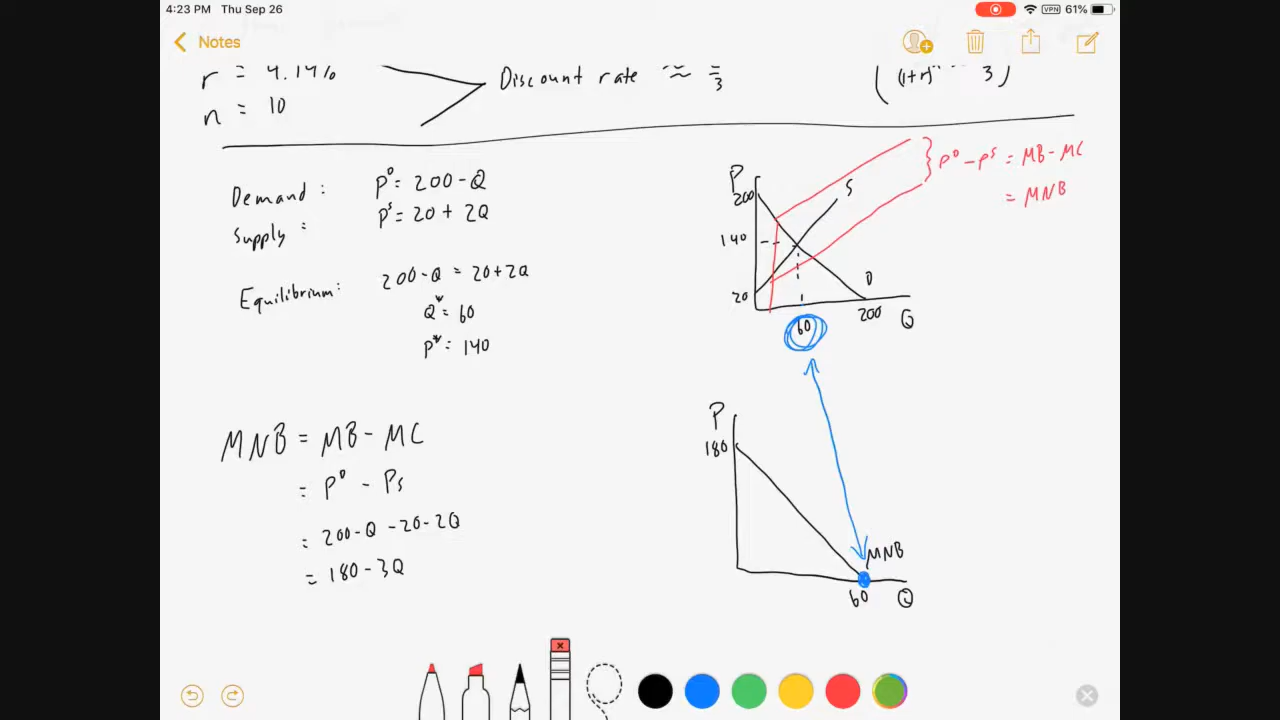 4:23 PM Thu Sep 26
VPN 61%
Notes
r = 4.14%
n = 10
Discount rate ≈
(1+r) 3
Demand : P^D = 200 - Q
Supply : P^S = 20 + 2Q
Equilibrium: 200 - Q = 20 + 2Q
Q* = 60
P* = 140
P
200
140
20
S
D
60
200
Q
P^D - P^S = MB - MC
= MNB
MNB = MB - MC
= P^D - Ps
= 200 - Q - 20 - 2Q
= 180 - 3Q
P
180
MNB
60
Q